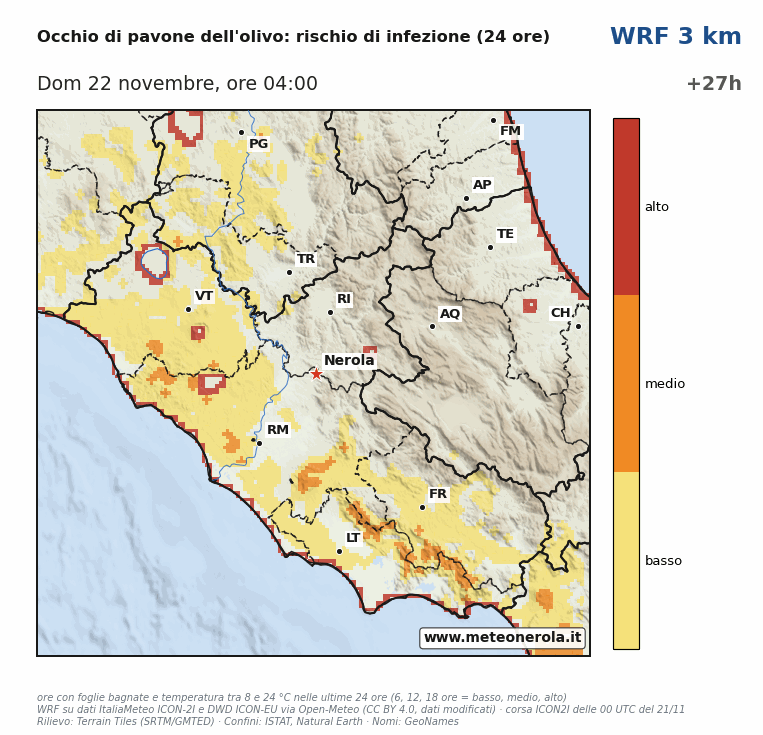 Occhio di pavone dell'olivo: rischio di infezione (24 ore)
WRF 3 km
Dom 22 novembre, ore 04:00
+27h
FM
PG
AP
TE
TR
VT
RI
AQ
CH
Nerola
RM
FR
LT
alto
medio
basso
www.meteonerola.it
ore con foglie bagnate e temperatura tra 8 e 24 °C nelle ultime 24 ore (6, 12, 18 ore = basso, medio, alto)
WRF su dati ItaliaMeteo ICON-2I e DWD ICON-EU via Open-Meteo (CC BY 4.0, dati modificati) · corsa ICON2I delle 00 UTC del 21/11
Rilievo: Terrain Tiles (SRTM/GMTED) · Confini: ISTAT, Natural Earth · Nomi: GeoNames